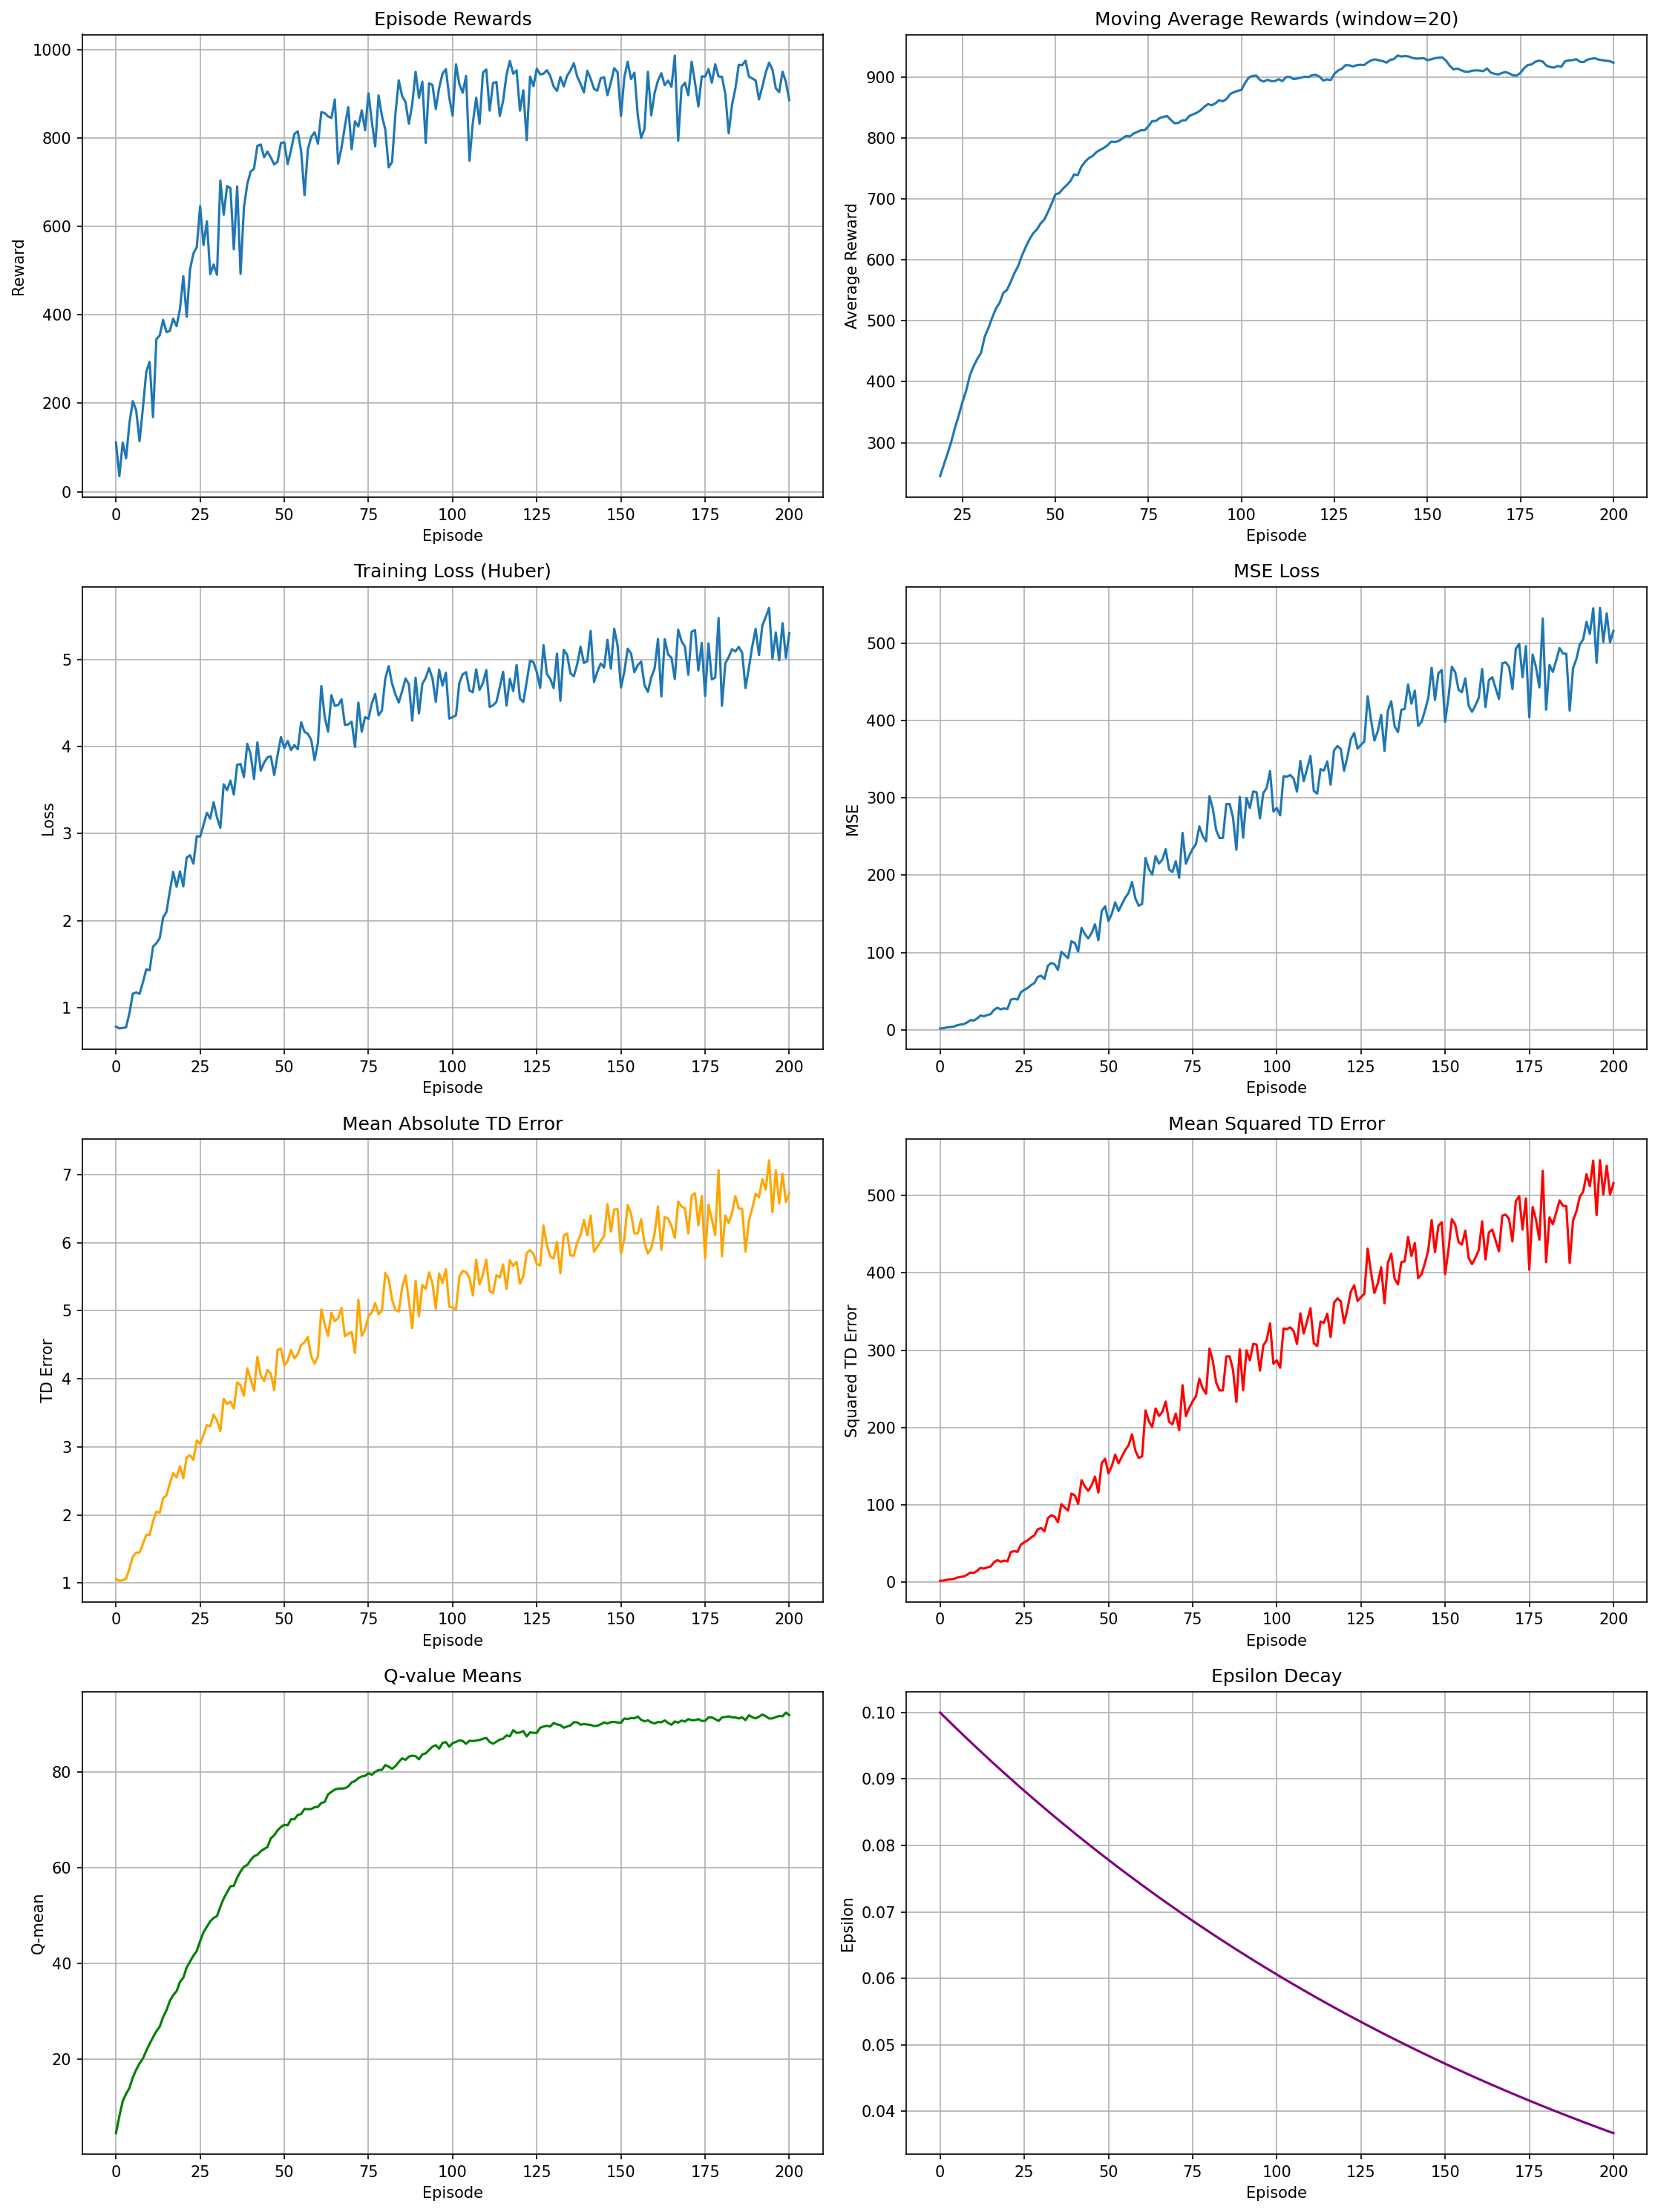 Episode Rewards
Reward
1000
800
600
400
200
0
0 25 50 75 100 125 150 175 200
Episode
Moving Average Rewards (window=20)
Average Reward
900
800
700
600
500
400
300
25 50 75 100 125 150 175 200
Episode
Training Loss (Huber)
Loss
5
4
3
2
1
0 25 50 75 100 125 150 175 200
Episode
MSE Loss
MSE
500
400
300
200
100
0
0 25 50 75 100 125 150 175 200
Episode
Mean Absolute TD Error
TD Error
7
6
5
4
3
2
1
0 25 50 75 100 125 150 175 200
Episode
Mean Squared TD Error
Squared TD Error
500
400
300
200
100
0
0 25 50 75 100 125 150 175 200
Episode
Q-value Means
Q-mean
80
60
40
20
0 25 50 75 100 125 150 175 200
Episode
Epsilon Decay
Epsilon
0.10
0.09
0.08
0.07
0.06
0.05
0.04
0 25 50 75 100 125 150 175 200
Episode